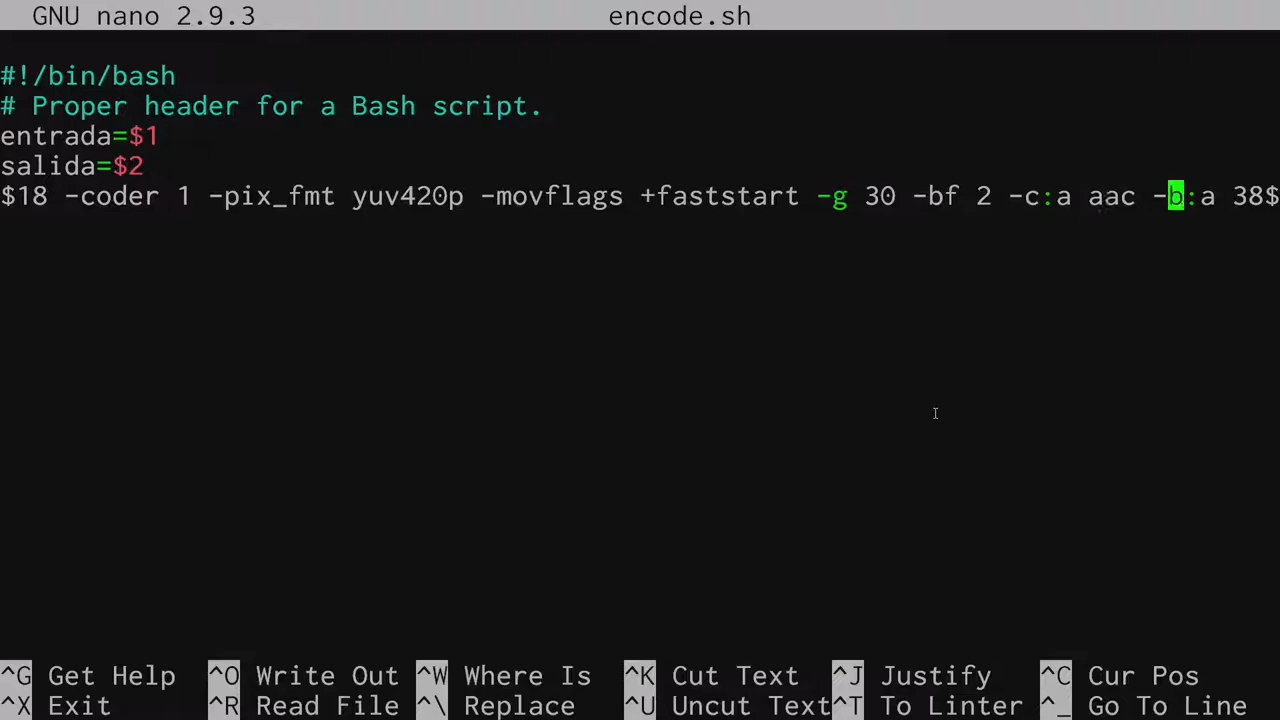 GNU nano 2.9.3 encode.sh
#!/bin/bash
# Proper header for a Bash script.
entrada=$1
salida=$2
$18 -coder 1 -pix_fmt yuv420p -movflags +faststart -g 30 -bf 2 -c:a aac -b:a 38$
^G Get Help ^O Write Out ^W Where Is ^K Cut Text ^J Justify ^C Cur Pos
^X Exit ^R Read File ^\ Replace ^U Uncut Text ^T To Linter ^_ Go To Line